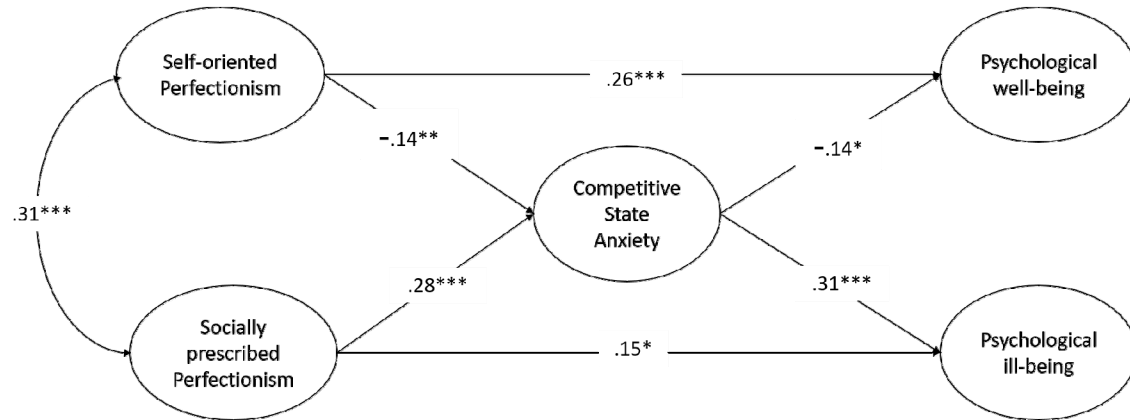 Self-oriented
Perfectionism
Psychological
well-being
.26***
−.14**
−.14*
Competitive
State
Anxiety
.31***
.28***
.31***
Socially
prescribed
Perfectionism
.15*
Psychological
ill-being